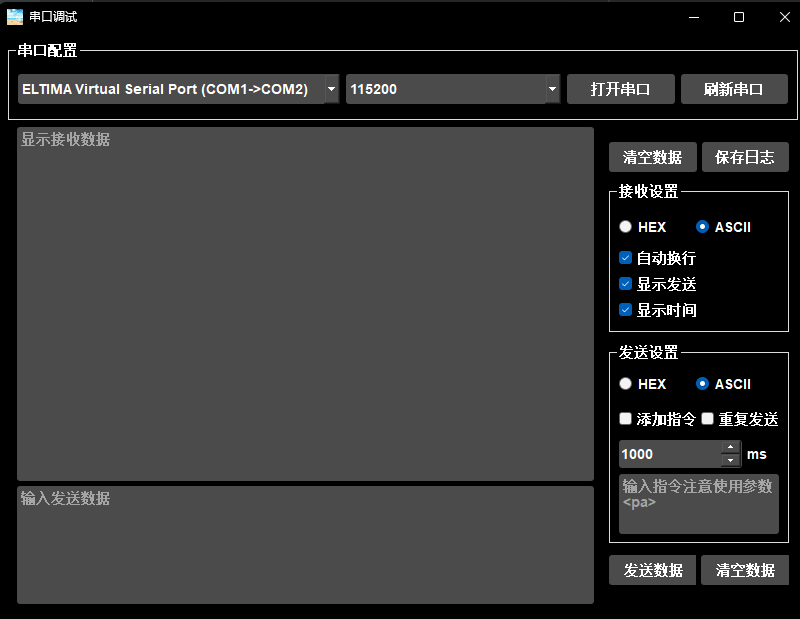 串口调试
串口配置
ELTIMA Virtual Serial Port (COM1->COM2)
115200
打开串口
刷新串口
显示接收数据
清空数据
保存日志
接收设置
HEX
ASCII
自动换行
显示发送
显示时间
发送设置
HEX
ASCII
添加指令
重复发送
1000
ms
输入指令注意使用参数
<pa>
输入发送数据
发送数据
清空数据